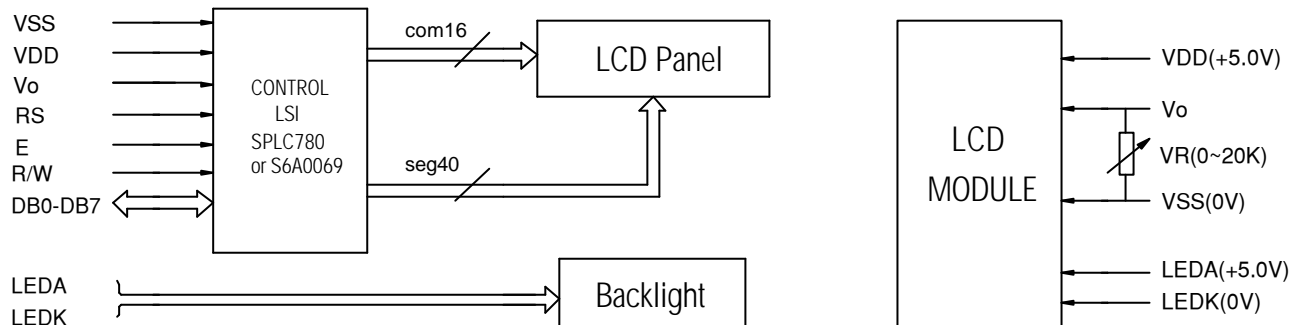 VSS
VDD
Vo
RS
E
R/W
DB0-DB7
CONTROL
LSI
SPLC780
or S6A0069
com16
seg40
LCD Panel
LEDA
LEDK
Backlight
LCD
MODULE
VDD(+5.0V)
Vo
VR(0~20K)
VSS(0V)
LEDA(+5.0V)
LEDK(0V)